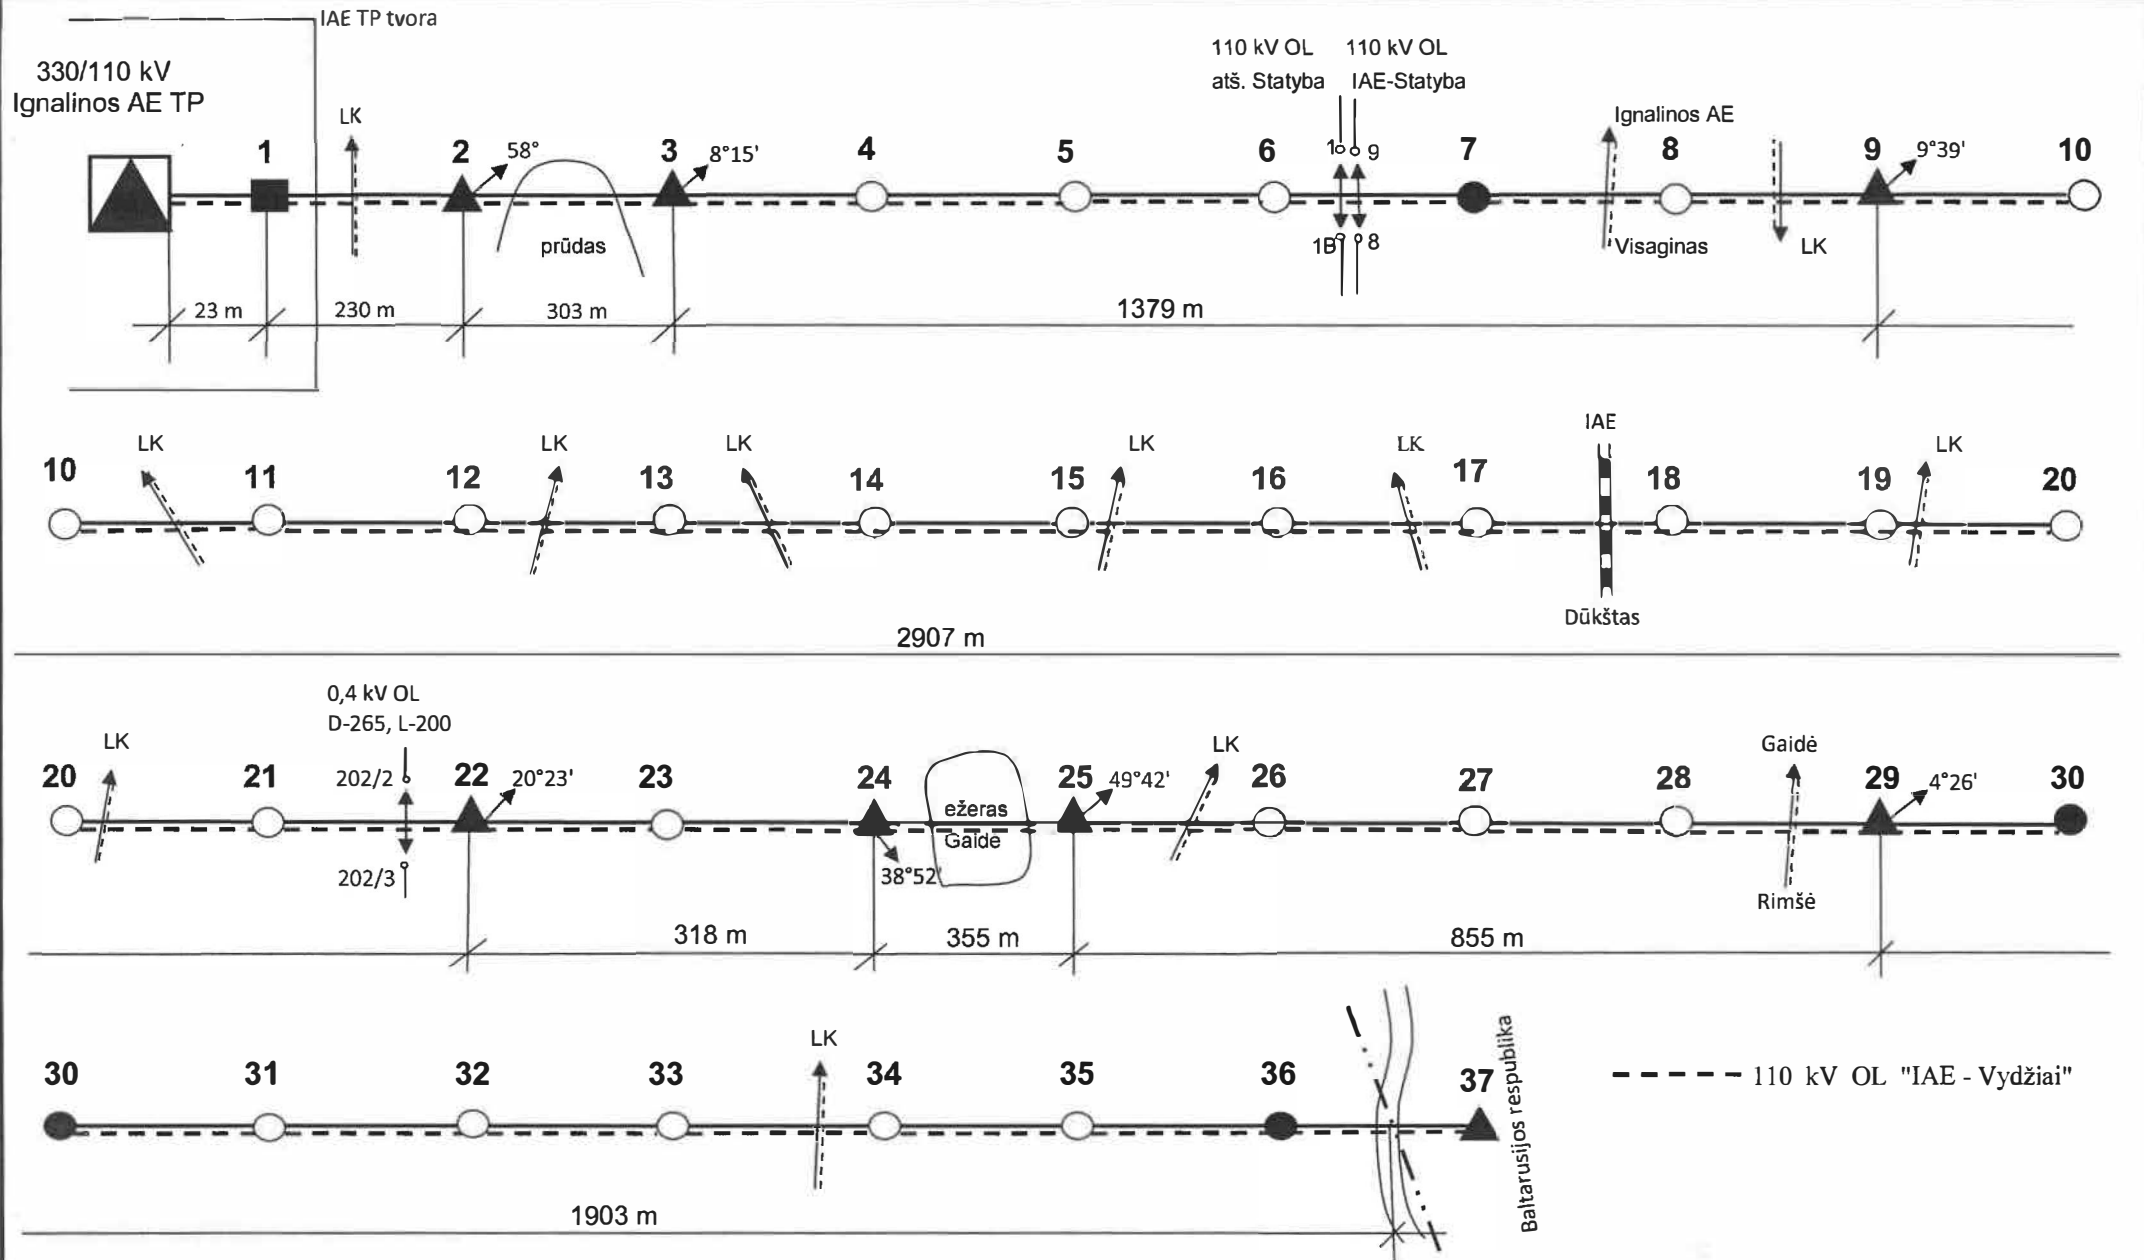 IAE TP tvora
330/110 kV
Ignalinos AE TP
110 kV OL
atš. Statyba
110 kV OL
IAE-Statyba
LK
1
2
58°
3
8°15'
4
5
6
1
9
7
Ignalinos AE
8
9
9°39'
10
prūdas
1B
8
Visaginas
LK
23 m
230 m
303 m
1379 m
10
LK
11
12
LK
13
LK
14
15
LK
16
LK
17
IAE
18
19
LK
20
Dūkštas
2907 m
0,4 kV OL
D-265, L-200
20
LK
21
202/2
22
20°23'
23
24
25
49°42'
LK
26
27
28
Gaidė
29
4°26'
30
ežeras
Gaidė
202/3
38°52'
Rimšė
318 m
355 m
855 m
30
31
32
33
LK
34
35
36
37
Baltarusijos respublika
110 kV OL "IAE - Vydžiai"
1903 m